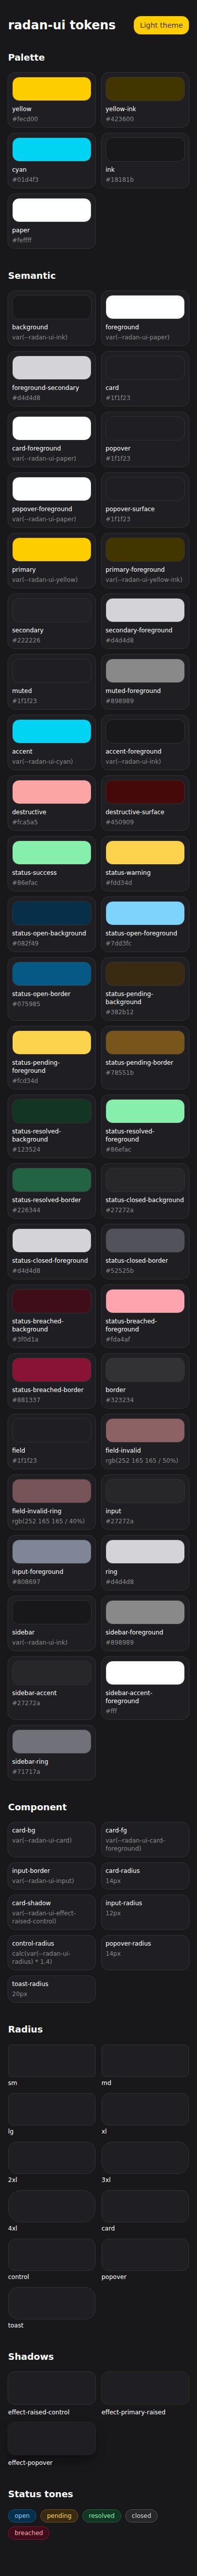 radan-ui tokens
Light theme
Palette
yellow
#fecd00
yellow-ink
#423600
cyan
#01d4f3
ink
#18181b
paper
#feffff
Semantic
background
var(--radan-ui-ink)
foreground
var(--radan-ui-paper)
foreground-secondary
#d4d4d8
card
#1f1f23
card-foreground
var(--radan-ui-paper)
popover
#1f1f23
popover-foreground
var(--radan-ui-paper)
popover-surface
#1f1f23
primary
var(--radan-ui-yellow)
primary-foreground
var(--radan-ui-yellow-ink)
secondary
#222226
secondary-foreground
#d4d4d8
muted
#1f1f23
muted-foreground
#898989
accent
var(--radan-ui-cyan)
accent-foreground
var(--radan-ui-ink)
destructive
#fca5a5
destructive-surface
#450909
status-success
#86efac
status-warning
#fdd34d
status-open-background
#082f49
status-open-foreground
#7dd3fc
status-open-border
#075985
status-pending-
background
#382b12
status-pending-
foreground
#fcd34d
status-pending-border
#78551b
status-resolved-
background
#123524
status-resolved-
foreground
#86efac
status-resolved-border
#226344
status-closed-background
#27272a
status-closed-foreground
#d4d4d8
status-closed-border
#52525b
status-breached-
background
#3f0d1a
status-breached-
foreground
#fda4af
status-breached-border
#881337
border
#323234
field
#1f1f23
field-invalid
rgb(252 165 165 / 50%)
field-invalid-ring
rgb(252 165 165 / 40%)
input
#27272a
input-foreground
#808697
ring
#d4d4d8
sidebar
var(--radan-ui-ink)
sidebar-foreground
#898989
sidebar-accent
#27272a
sidebar-accent-
foreground
#fff
sidebar-ring
#71717a
Component
card-bg
var(--radan-ui-card)
card-fg
var(--radan-ui-card-
foreground)
input-border
var(--radan-ui-input)
card-radius
14px
card-shadow
var(--radan-ui-effect-
raised-control)
input-radius
12px
control-radius
calc(var(--radan-ui-
radius) * 1.4)
popover-radius
14px
toast-radius
20px
Radius
sm
md
lg
xl
2xl
3xl
4xl
card
control
popover
toast
Shadows
effect-raised-control
effect-primary-raised
effect-popover
Status tones
open
pending
resolved
closed
breached